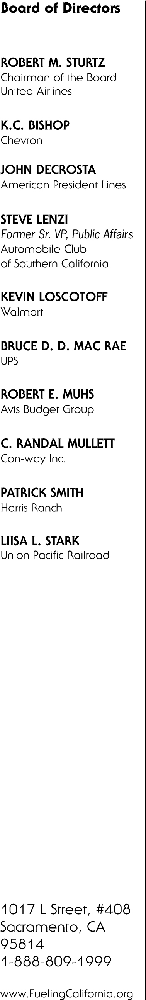 Board of Directors
ROBERT M. STURTZ
Chairman of the Board
United Airlines
K.C. BISHOP
Chevron
JOHN DECROSTA
American President Lines
STEVE LENZI
Former Sr. VP, Public Affairs
Automobile Club
of Southern California
KEVIN LOSCOTOFF
Walmart
BRUCE D. D. MAC RAE
UPS
ROBERT E. MUHS
Avis Budget Group
C. RANDAL MULLETT
Con-way Inc.
PATRICK SMITH
Harris Ranch
LIISA L. STARK
Union Pacific Railroad
1017 L Street, #408
Sacramento, CA
95814
1-888-809-1999
www.FuelingCalifornia.org